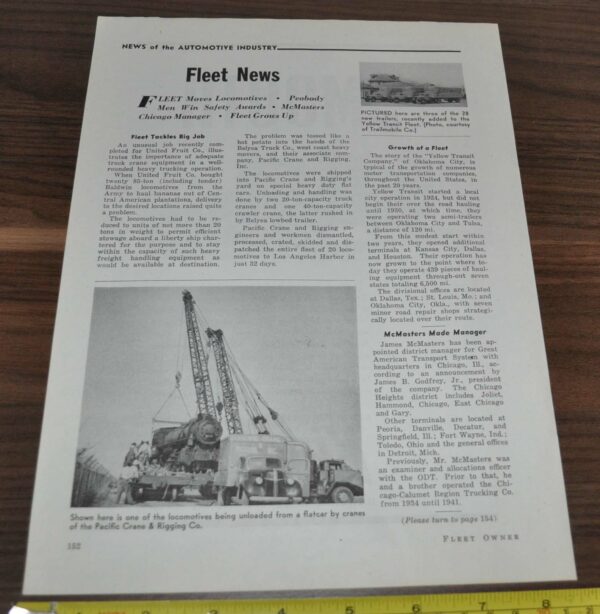 NEWS of the AUTOMOTIVE INDUSTRY
Fleet News
FLEET Moves Locomotives • Peabody
Men Win Safety Awards • McMasters
Chicago Manager • Fleet Grows Up
Fleet Tackles Big Job
An unusual job recently com-
pleted for United Fruit Co., illus-
trates the importance of adequate
truck crane equipment in a well-
rounded heavy trucking operation.
When United Fruit Co. bought
twenty 85-ton (including tender)
Baldwin locomotives from the
Army to haul bananas out of Cen-
tral American plantations, delivery
to the desired locations raised quite
a problem.
The locomotives had to be re-
duced to units of not more than 20
tons in weight to permit efficient
stowage aboard a liberty ship char-
tered for the purpose and to stay
within the capacity of such heavy
freight handling equipment as
would be available at destination.
The problem was tossed like a
hot potato into the hands of the
Belyea Truck Co., west coast heavy
movers, and their associate com-
pany, Pacific Crane and Rigging,
Inc.
The locomotives were shipped
into Pacific Crane and Rigging's
yard on special heavy duty flat
cars. Unloading and handling was
done by two 20-ton-capacity truck
cranes and one 40-ton-capacity
crawler crane, the latter rushed in
by Belyea lowbed trailer.
Pacific Crane and Rigging en-
gineers and workmen dismantled,
processed, crated, skidded and dis-
patched the entire fleet of 20 loco-
motives to Los Angeles Harbor in
just 32 days.
PICTURED here are three of the 28
new trailers, recently added to the
Yellow Transit Fleet. (Photo, courtesy
of Trailmobile Co.)
Growth of a Fleet
The story of the "Yellow Transit
Company," of Oklahoma City, is
typical of the growth of numerous
motor transportation companies,
throughout the United States, in
the past 20 years.
Yellow Transit started a local
city operation in 1924, but did not
begin their over the road hauling
until 1930, at which time, they
were operating two semi-trailers
between Oklahoma City and Tulsa,
a distance of 120 mi.
From this modest start within
two years, they opened additional
terminals at Kansas City, Dallas,
and Houston. Their operation has
now grown to the point where to-
day they operate 439 pieces of haul-
ing equipment through-out seven
states totaling 6,500 mi.
The divisional offices are located
at Dallas, Tex.; St. Louis, Mo.; and
Oklahoma City, Okla., with seven
minor road repair shops strategi-
cally located over their route.
McMasters Made Manager
James McMasters has been ap-
pointed district manager for Great
American Transport System with
headquarters in Chicago, Ill., ac-
cording to an announcement by
James B. Godfrey, Jr., president
of the company. The Chicago
Heights district includes Joliet,
Hammond, Chicago, East Chicago
and Gary.
Other terminals are located at
Peoria, Danville, Decatur, and
Springfield, Ill.; Fort Wayne, Ind.;
Toledo, Ohio and the general offices
in Detroit, Mich.
Previously, Mr. McMasters was
an examiner and allocations officer
with the ODT. Prior to that, he
and a brother operated the Chi-
cago-Calumet Region Trucking Co.
from 1934 until 1941.
(Please turn to page 154)
Shown here is one of the locomotives being unloaded from a flatcar by cranes
of the Pacific Crane & Rigging Co.
152
FLEET OWNER
2 3 4 5 6 7 8